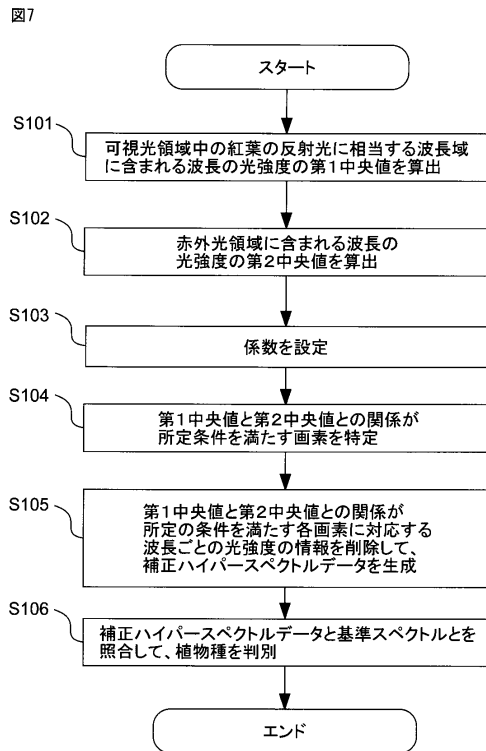 図7
スタート
S101
可視光領域中の紅葉の反射光に相当する波長域
に含まれる波長の光強度の第1中央値を算出
S102
赤外光領域に含まれる波長の
光強度の第2中央値を算出
S103
係数を設定
S104
第1中央値と第2中央値との関係が
所定条件を満たす画素を特定
S105
第1中央値と第2中央値との関係が
所定の条件を満たす各画素に対応する
波長ごとの光強度の情報を削除して、
補正ハイパースペクトルデータを生成
S106
補正ハイパースペクトルデータと基準スペクトルとを
照合して、植物種を判別
エンド